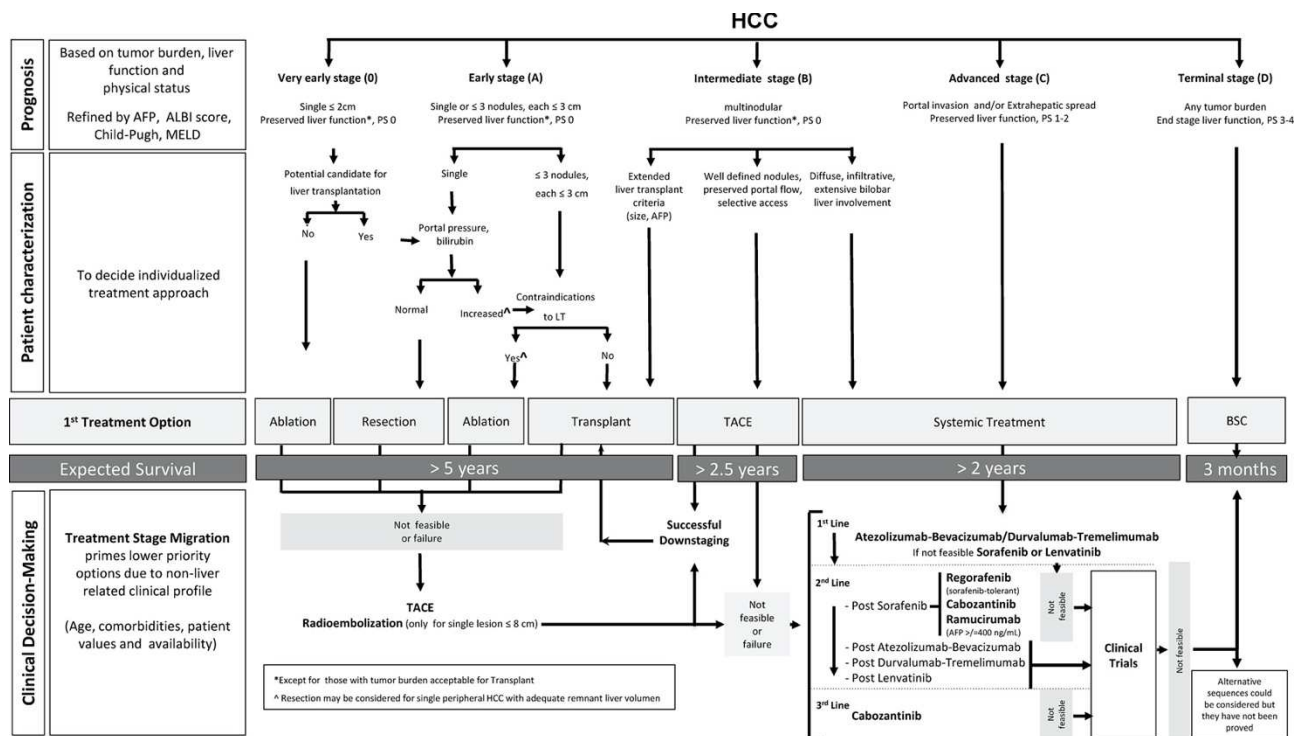 HCC
Prognosis
Based on tumor burden, liver
function and
physical status
Refined by AFP, ALBI score,
Child-Pugh, MELD
Very early stage (0)
Single ≤ 2cm
Preserved liver function*, PS 0
Early stage (A)
Single or ≤ 3 nodules, each ≤ 3 cm
Preserved liver function*, PS 0
Intermediate stage (B)
multinodular
Preserved liver function*, PS 0
Advanced stage (C)
Portal invasion and/or Extrahepatic spread
Preserved liver function, PS 1-2
Terminal stage (D)
Any tumor burden
End stage liver function, PS 3-4
Patient characterization
To decide individualized
treatment approach
Potential candidate for
liver transplantation
No
Yes
Single
≤ 3 nodules,
each ≤ 3 cm
Portal pressure,
bilirubin
Normal
Increased^
Contraindications
to LT
Yes^
No
Extended
liver transplant
criteria
(size, AFP)
Well defined nodules,
preserved portal flow,
selective access
Diffuse, infiltrative,
extensive bilobar
liver involvement
1st Treatment Option
Ablation
Resection
Ablation
Transplant
TACE
Systemic Treatment
BSC
Expected Survival
> 5 years
> 2.5 years
> 2 years
3 months
Clinical Decision-Making
Treatment Stage Migration
primes lower priority
options due to non-liver
related clinical profile
(Age, comorbidities, patient
values and availability)
Not feasible
or failure
TACE
Radioembolization (only for single lesion ≤ 8 cm)
Successful
Downstaging
Not
feasible
or
failure
*Except for those with tumor burden acceptable for Transplant
^ Resection may be considered for single peripheral HCC with adequate remnant liver volumen
1st Line
Atezolizumab-Bevacizumab/Durvalumab-Tremelimumab
If not feasible Sorafenib or Lenvatinib
2nd Line
- Post Sorafenib
Regorafenib
(sorafenib-tolerant)
Cabozantinib
Ramucirumab
(AFP >/=400 ng/mL)
Not
feasible
- Post Atezolizumab-Bevacizumab
- Post Durvalumab-Tremelimumab
- Post Lenvatinib
3rd Line
Cabozantinib
Not
feasible
Clinical
Trials
Not feasible
Alternative
sequences could
be considered but
they have not been
proved